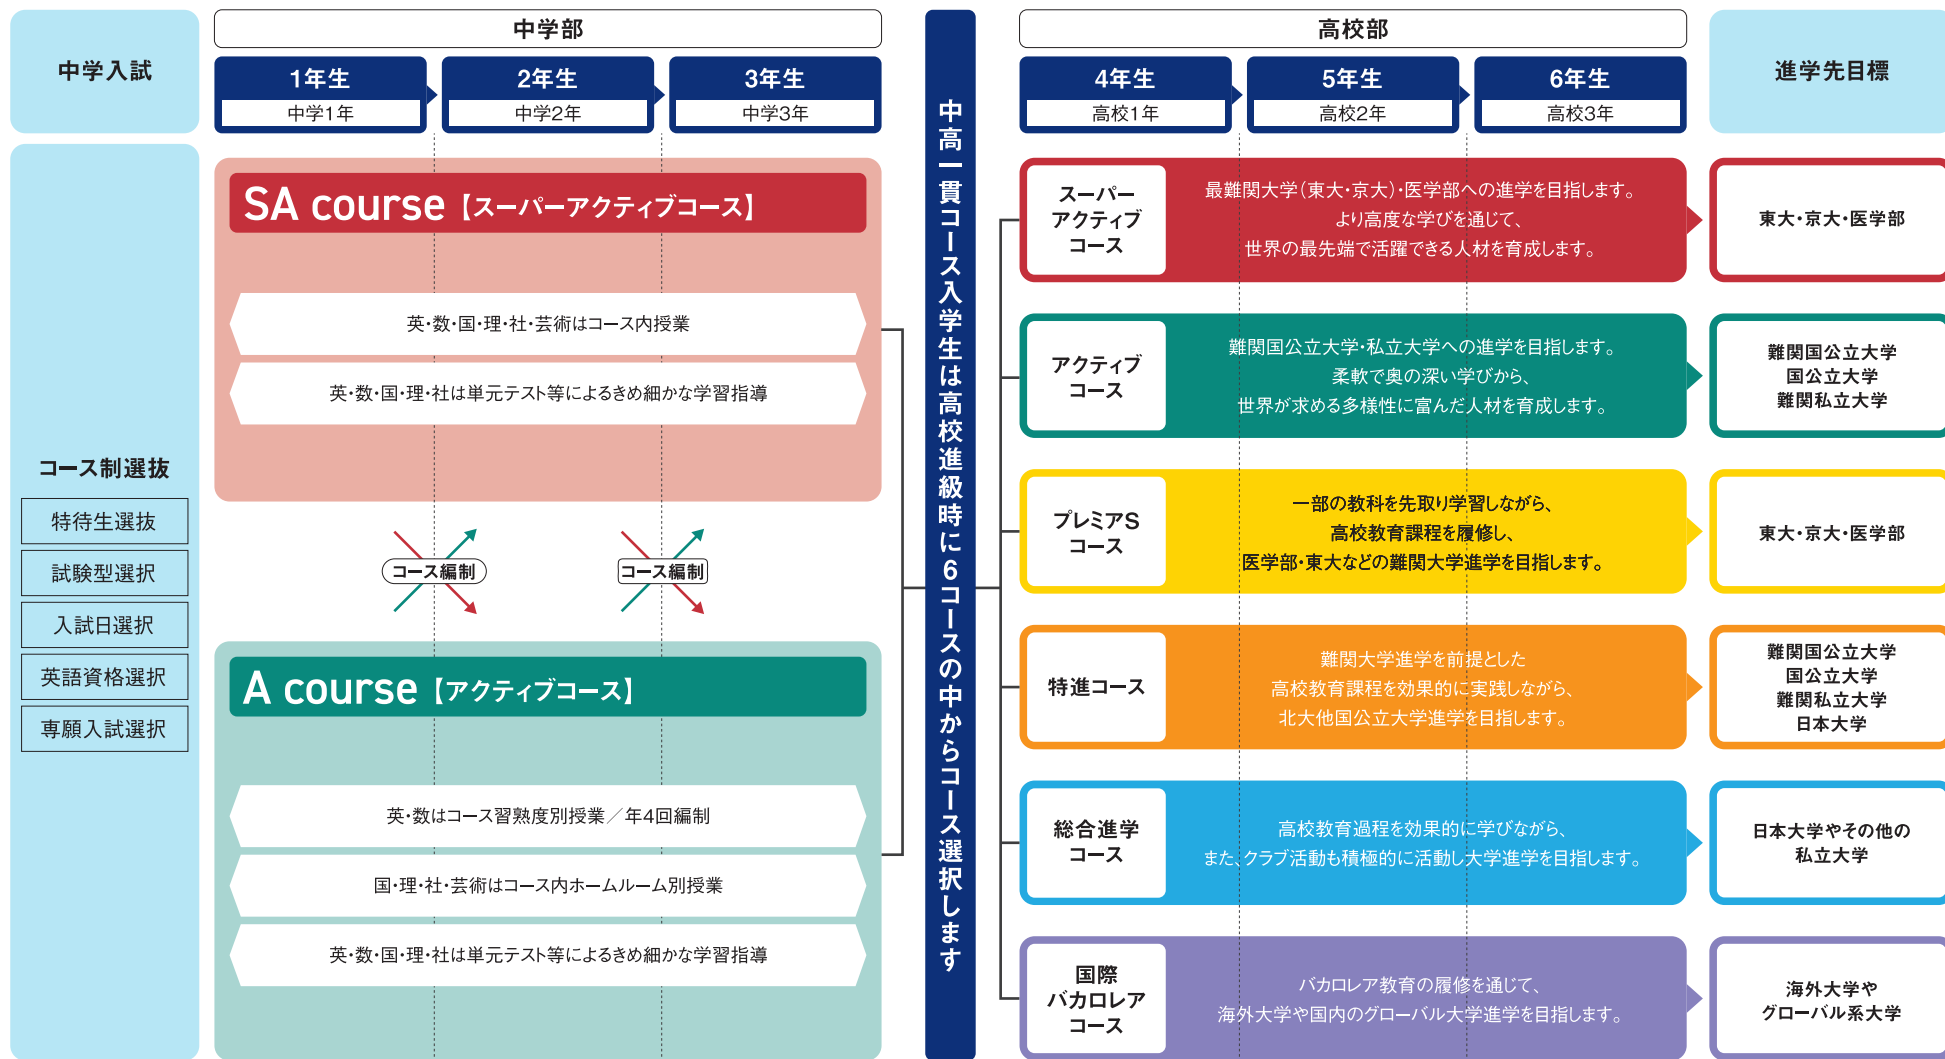 中学入試
コース制選抜
特待生選抜
試験型選択
入試日選択
英語資格選択
専願入試選択
中学部
1年生
中学1年
2年生
中学2年
3年生
中学3年
SA course【スーパーアクティブコース】
英・数・国・理・社・芸術はコース内授業
英・数・国・理・社は単元テスト等によるきめ細かな学習指導
コース編制
コース編制
A course【アクティブコース】
英・数はコース習熟度別授業／年4回編制
国・理・社・芸術はコース内ホームルーム別授業
英・数・国・理・社は単元テスト等によるきめ細かな学習指導
中高一貫コース入学生は高校進級時に6コースの中からコース選択します
高校部
4年生
高校1年
5年生
高校2年
6年生
高校3年
進学先目標
スーパー
アクティブ
コース
最難関大学（東大・京大）・医学部への進学を目指します。
より高度な学びを通じて、
世界の最先端で活躍できる人材を育成します。
東大・京大・医学部
アクティブ
コース
難関国公立大学・私立大学への進学を目指します。
柔軟で奥の深い学びから、
世界が求める多様性に富んだ人材を育成します。
難関国公立大学
国公立大学
難関私立大学
プレミアS
コース
一部の教科を先取り学習しながら、
高校教育課程を履修し、
医学部・東大などの難関大学進学を目指します。
東大・京大・医学部
特進コース
難関大学進学を前提とした
高校教育課程を効果的に実践しながら、
北大他国公立大学進学を目指します。
難関国公立大学
国公立大学
難関私立大学
日本大学
総合進学
コース
高校教育過程を効果的に学びながら、
また、クラブ活動も積極的に活動し大学進学を目指します。
日本大学やその他の
私立大学
国際
バカロレア
コース
バカロレア教育の履修を通じて、
海外大学や国内のグローバル大学進学を目指します。
海外大学や
グローバル系大学